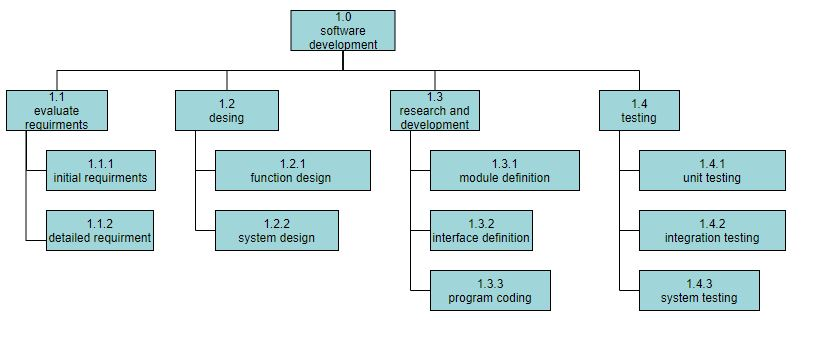 1.0
software
development
1.1
evaluate
requirments
1.2
desing
1.3
research and
development
1.4
testing
1.1.1
initial requirments
1.2.1
function design
1.3.1
module definition
1.4.1
unit testing
1.1.2
detailed requirment
1.2.2
system design
1.3.2
interface definition
1.4.2
integration testing
1.3.3
program coding
1.4.3
system testing